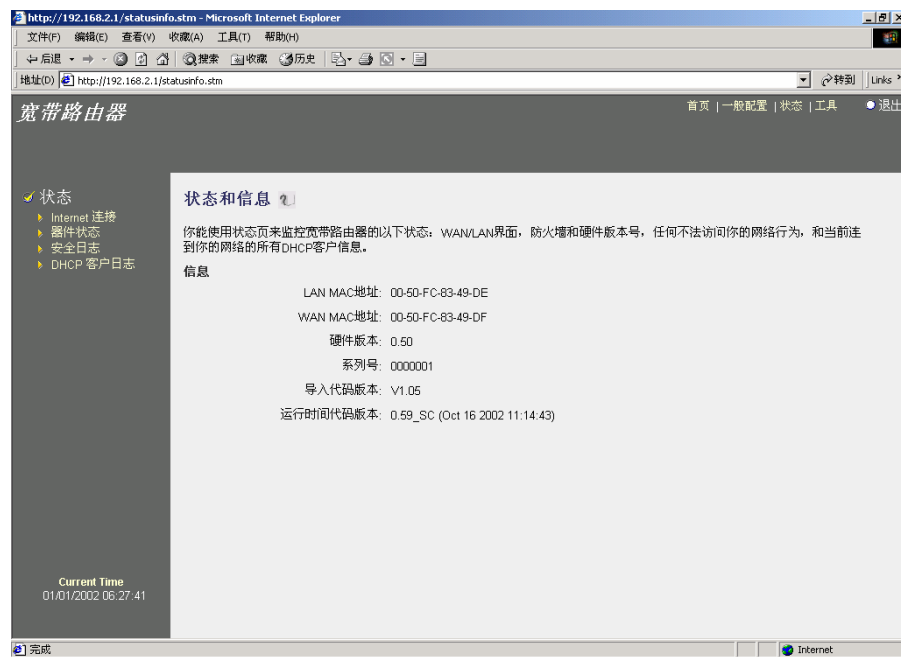 http://192.168.2.1/statusinfo.stm - Microsoft Internet Explorer
文件(F) 编辑(E) 查看(V) 收藏(A) 工具(T) 帮助(H)
后退 搜索 收藏 历史
地址(D) http://192.168.2.1/statusinfo.stm 转到 Links
宽带路由器
首页 | 一般配置 | 状态 | 工具 退出
状态
Internet 连接
器件状态
安全日志
DHCP 客户日志
状态和信息
你能使用状态页来监控宽带路由器的以下状态：WAN/LAN界面，防火墙和硬件版本号，任何不法访问你的网络行为，和当前连
到你的网络的所有DHCP客户信息。
信息
LAN MAC地址: 00-50-FC-83-49-DE
WAN MAC地址: 00-50-FC-83-49-DF
硬件版本: 0.50
系列号: 0000001
导入代码版本: V1.05
运行时间代码版本: 0.59_SC (Oct 16 2002 11:14:43)
Current Time
01/01/2002 06:27:41
完成 Internet